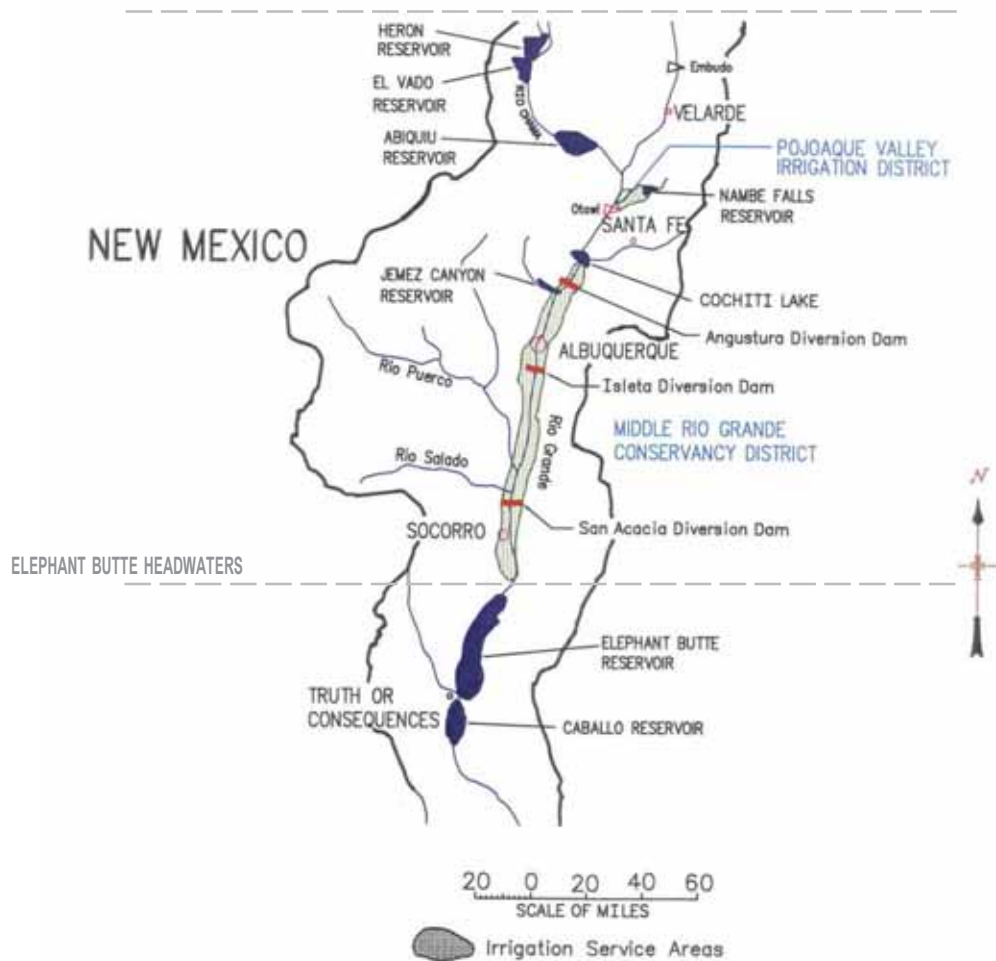 HERON
RESERVOIR
EL VADO
RESERVOIR
RIO CHAMA
ABIQUIU
RESERVOIR
Embudo
VELARDE
POJOAQUE VALLEY
IRRIGATION DISTRICT
NAMBE FALLS
RESERVOIR
Otowi
SANTA FE
NEW MEXICO
JEMEZ CANYON
RESERVOIR
COCHITI LAKE
Angustura Diversion Dam
ALBUQUERQUE
Rio Puerco
Isleta Diversion Dam
Rio Grande
MIDDLE RIO GRANDE
CONSERVANCY DISTRICT
Rio Salado
SOCORRO
San Acacia Diversion Dam
N
ELEPHANT BUTTE HEADWATERS
ELEPHANT BUTTE
RESERVOIR
TRUTH OR
CONSEQUENCES
CABALLO RESERVOIR
20 0 20 40 60
SCALE OF MILES
Irrigation Service Areas